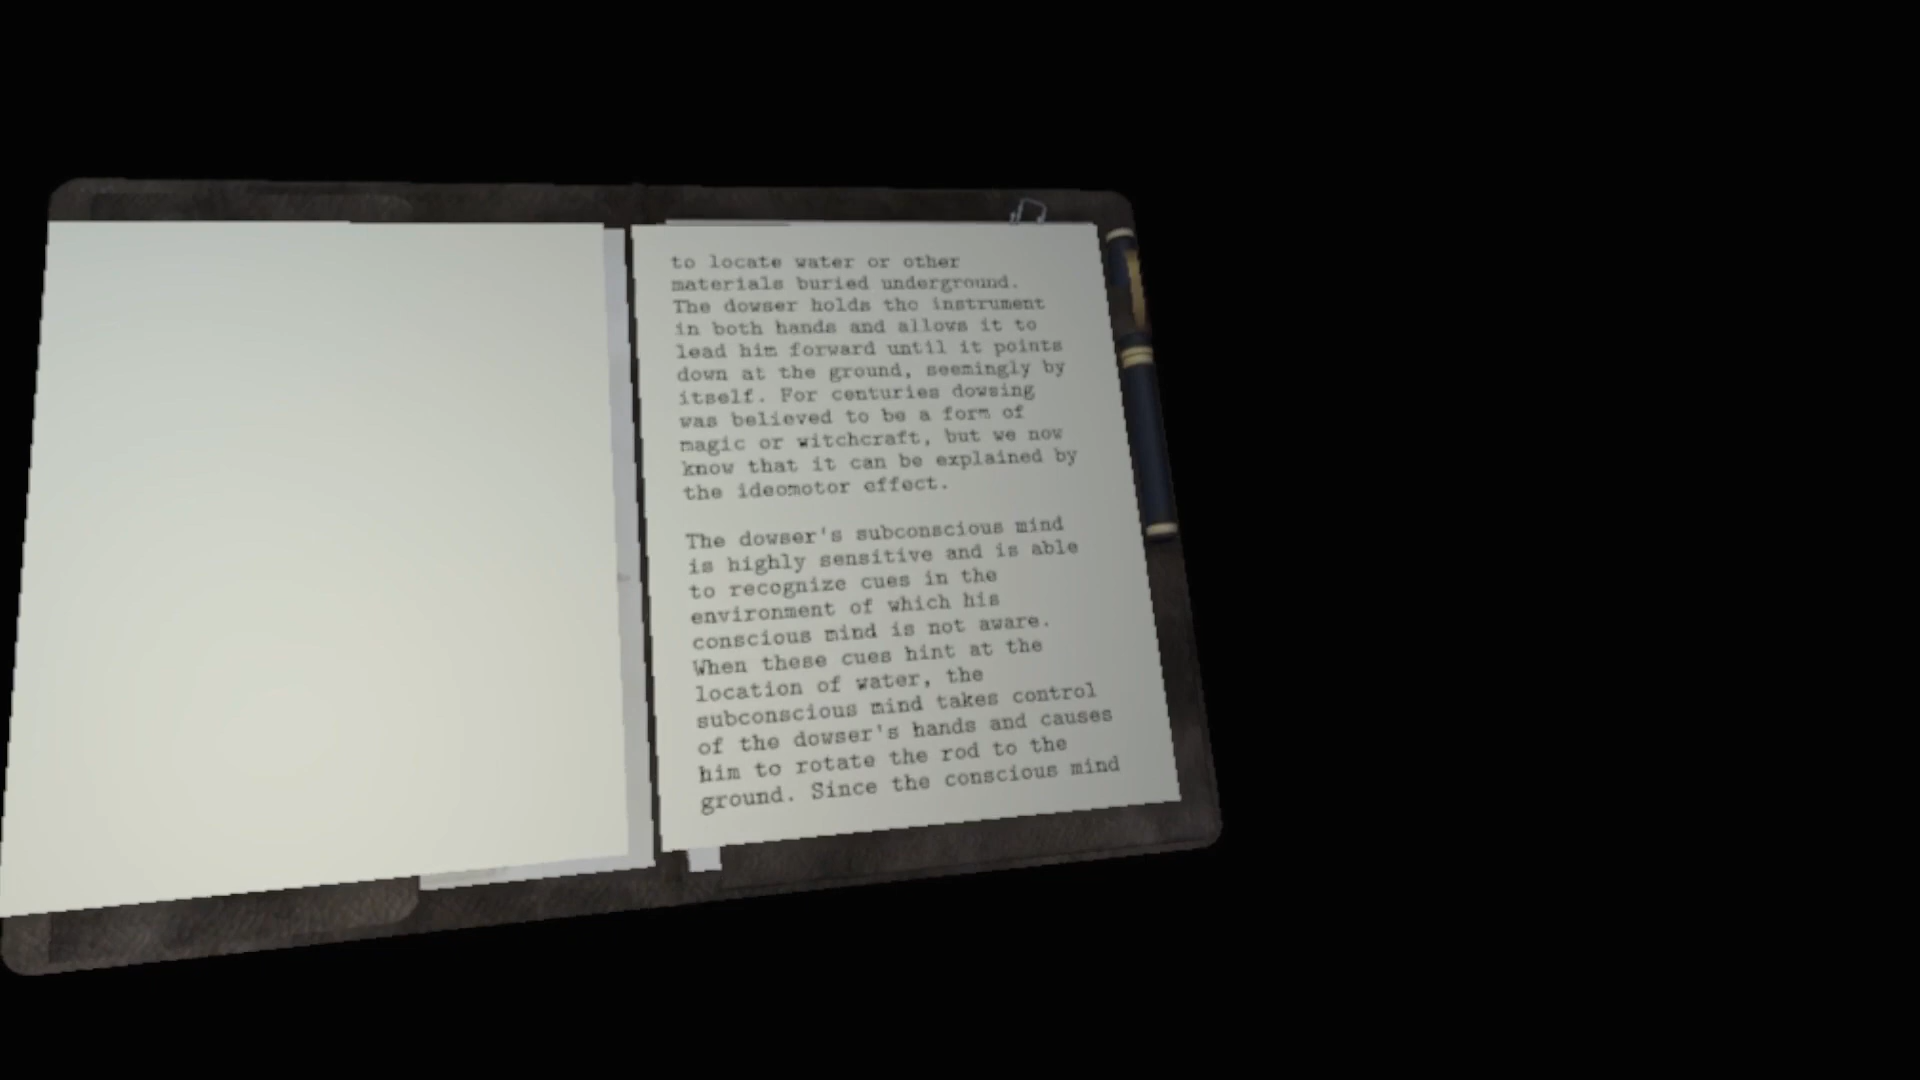 to locate water or other
materials buried underground.
The dowser holds the instrument
in both hands and allows it to
lead him forward until it points
down at the ground, seemingly by
itself. For centuries dowsing
was believed to be a form of
magic or witchcraft, but we now
know that it can be explained by
the ideomotor effect.
The dowser's subconscious mind
is highly sensitive and is able
to recognize cues in the
environment of which his
conscious mind is not aware.
When these cues hint at the
location of water, the
subconscious mind takes control
of the dowser's hands and causes
him to rotate the rod to the
ground. Since the conscious mind